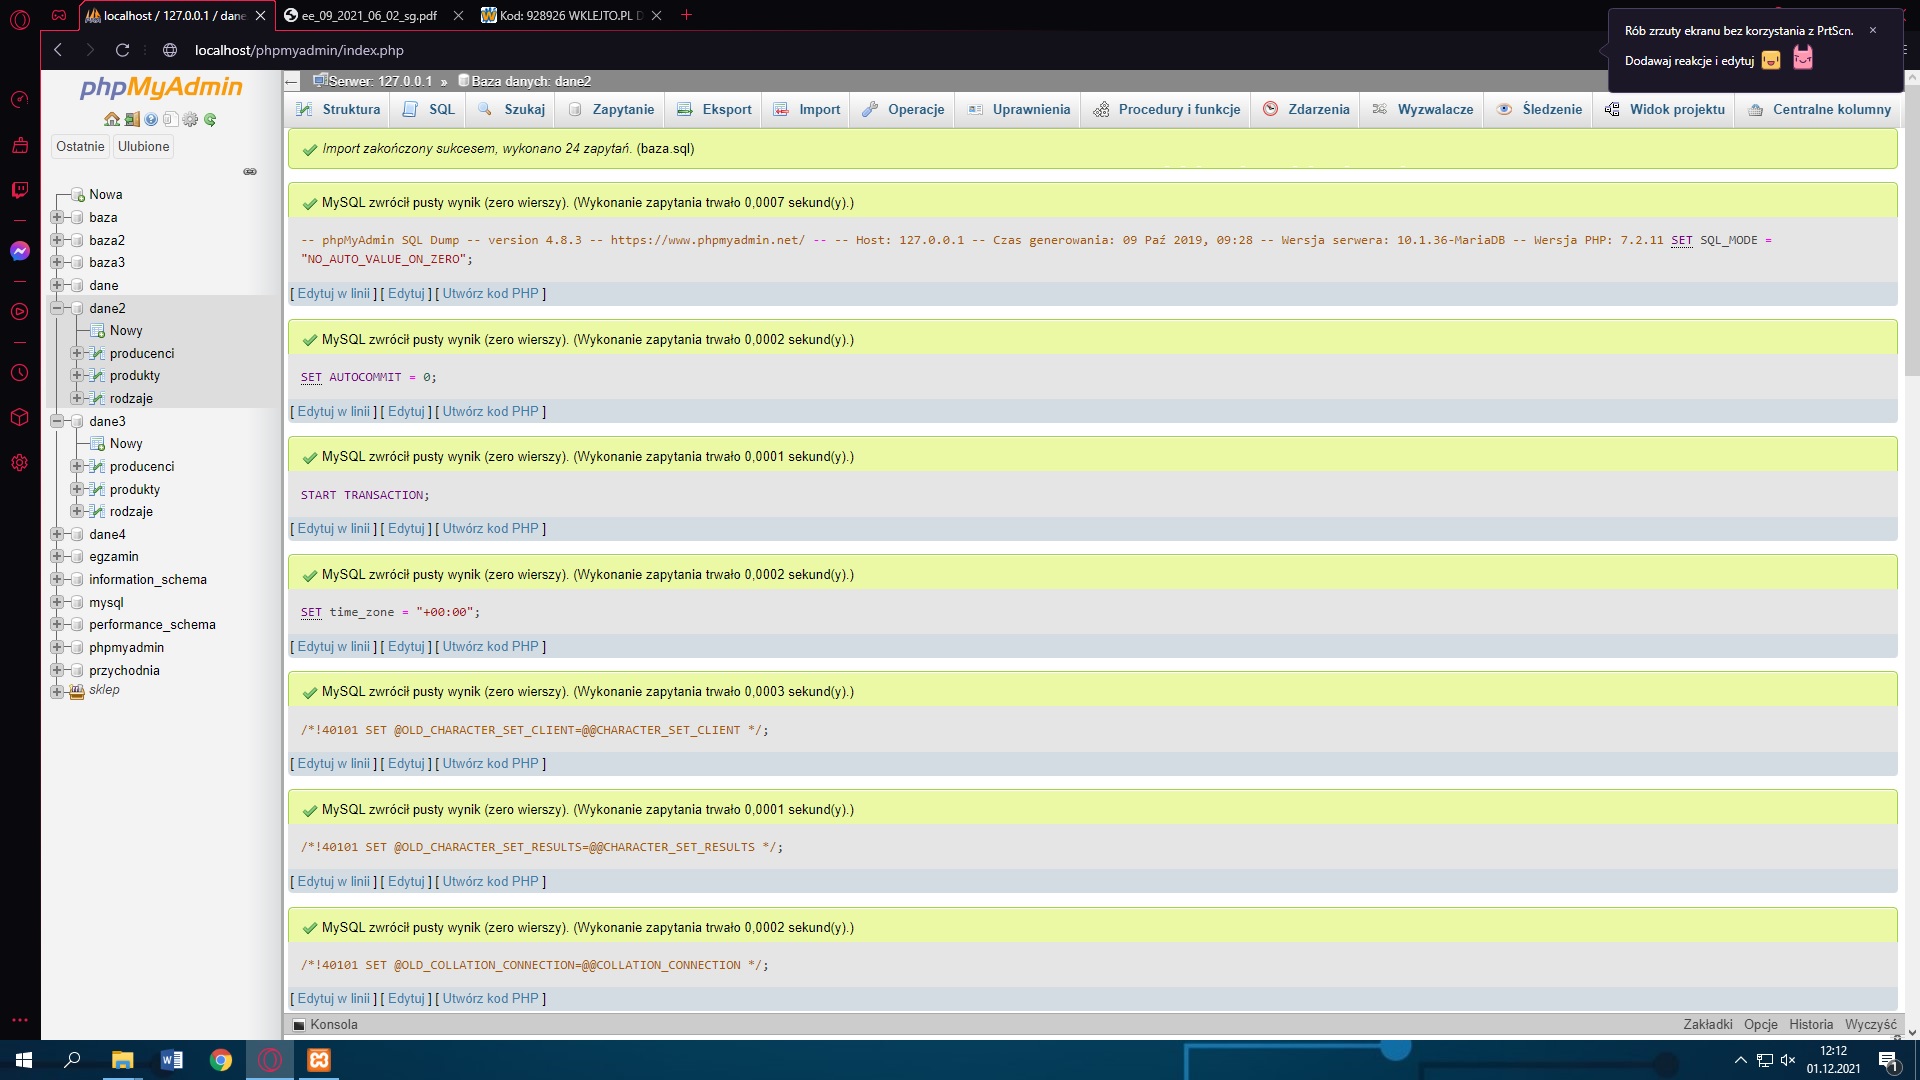 localhost / 127.0.0.1 / dane
ee_09_2021_06_02_sg.pdf
Kod: 928926 WKLEJTO.PL D
localhost/phpmyadmin/index.php
Rób zrzuty ekranu bez korzystania z PrtScn.
Dodawaj reakcje i edytuj
phpMyAdmin
Ostatnie
Ulubione
Nowa
baza
baza2
baza3
dane
dane2
Nowy
producenci
produkty
rodzaje
dane3
Nowy
producenci
produkty
rodzaje
dane4
egzamin
information_schema
mysql
performance_schema
phpmyadmin
przychodnia
sklep
Serwer: 127.0.0.1 » Baza danych: dane2
Struktura SQL Szukaj Zapytanie Eksport Import Operacje Uprawnienia Procedury i funkcje Zdarzenia Wyzwalacze Śledzenie Widok projektu Centralne kolumny
Import zakończony sukcesem, wykonano 24 zapytań. (baza.sql)
MySQL zwrócił pusty wynik (zero wierszy). (Wykonanie zapytania trwało 0,0007 sekund(y).)
-- phpMyAdmin SQL Dump -- version 4.8.3 -- https://www.phpmyadmin.net/ -- -- Host: 127.0.0.1 -- Czas generowania: 09 Paź 2019, 09:28 -- Wersja serwera: 10.1.36-MariaDB -- Wersja PHP: 7.2.11 SET SQL_MODE =
"NO_AUTO_VALUE_ON_ZERO";
[ Edytuj w linii ] [ Edytuj ] [ Utwórz kod PHP ]
MySQL zwrócił pusty wynik (zero wierszy). (Wykonanie zapytania trwało 0,0002 sekund(y).)
SET AUTOCOMMIT = 0;
[ Edytuj w linii ] [ Edytuj ] [ Utwórz kod PHP ]
MySQL zwrócił pusty wynik (zero wierszy). (Wykonanie zapytania trwało 0,0001 sekund(y).)
START TRANSACTION;
[ Edytuj w linii ] [ Edytuj ] [ Utwórz kod PHP ]
MySQL zwrócił pusty wynik (zero wierszy). (Wykonanie zapytania trwało 0,0002 sekund(y).)
SET time_zone = "+00:00";
[ Edytuj w linii ] [ Edytuj ] [ Utwórz kod PHP ]
MySQL zwrócił pusty wynik (zero wierszy). (Wykonanie zapytania trwało 0,0003 sekund(y).)
/*!40101 SET @OLD_CHARACTER_SET_CLIENT=@@CHARACTER_SET_CLIENT */;
[ Edytuj w linii ] [ Edytuj ] [ Utwórz kod PHP ]
MySQL zwrócił pusty wynik (zero wierszy). (Wykonanie zapytania trwało 0,0001 sekund(y).)
/*!40101 SET @OLD_CHARACTER_SET_RESULTS=@@CHARACTER_SET_RESULTS */;
[ Edytuj w linii ] [ Edytuj ] [ Utwórz kod PHP ]
MySQL zwrócił pusty wynik (zero wierszy). (Wykonanie zapytania trwało 0,0002 sekund(y).)
/*!40101 SET @OLD_COLLATION_CONNECTION=@@COLLATION_CONNECTION */;
[ Edytuj w linii ] [ Edytuj ] [ Utwórz kod PHP ]
Konsola
Zakładki Opcje Historia Wyczyść
12:12
01.12.2021
1